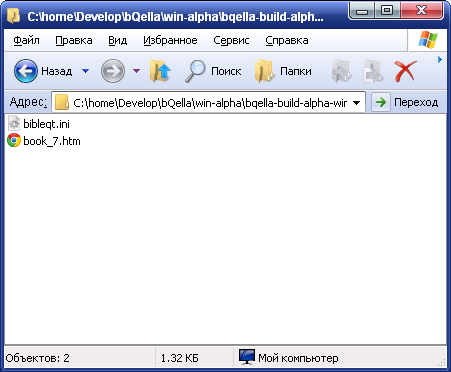 C:\home\Develop\bQella\win-alpha\bqella-build-alph...
Файл Правка Вид Избранное Сервис Справка
Назад Поиск Папки
Адрес: C:\home\Develop\bQella\win-alpha\bqella-build-alpha-wir Переход
bibleqt.ini
book_7.htm
Объектов: 2 1.32 КБ Мой компьютер